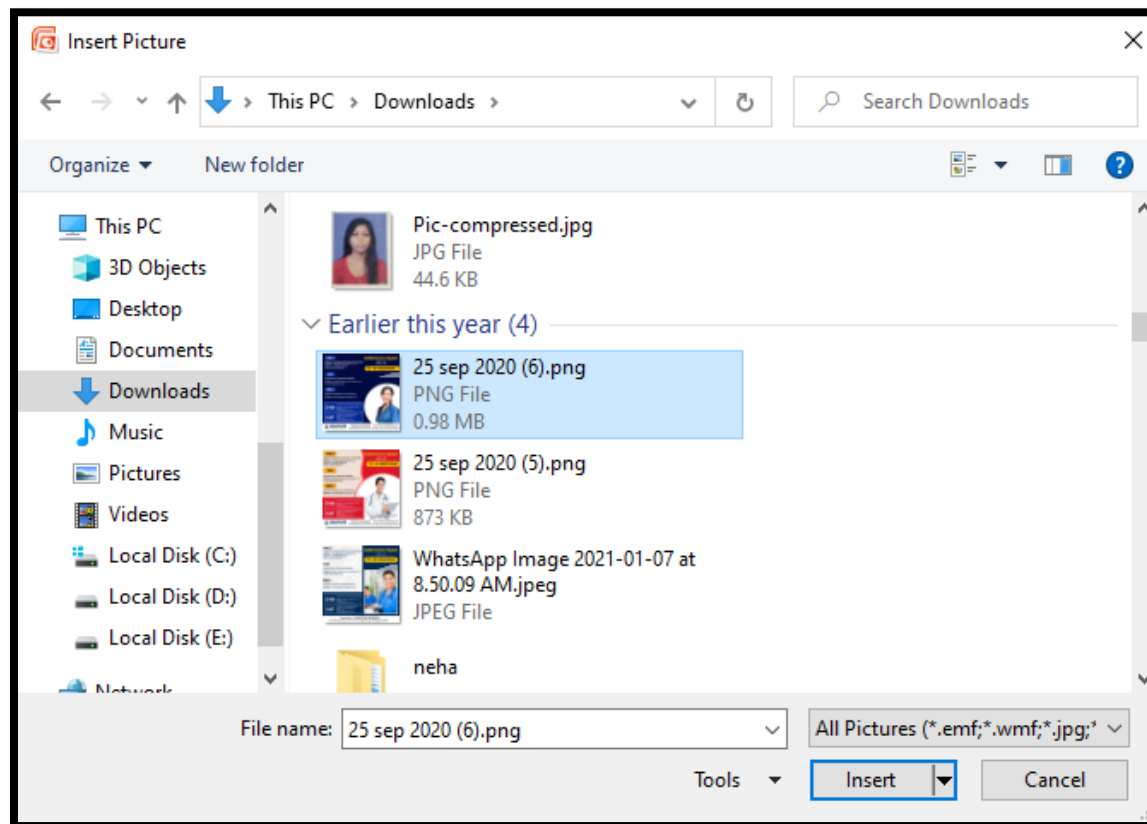 Insert Picture
This PC > Downloads >
Search Downloads
Organize
New folder
This PC
3D Objects
Desktop
Documents
Downloads
Music
Pictures
Videos
Local Disk (C:)
Local Disk (D:)
Local Disk (E:)
Network
Pic-compressed.jpg
JPG File
44.6 KB
Earlier this year (4)
25 sep 2020 (6).png
PNG File
0.98 MB
25 sep 2020 (5).png
PNG File
873 KB
WhatsApp Image 2021-01-07 at
8.50.09 AM.jpeg
JPEG File
neha
File name: 25 sep 2020 (6).png
All Pictures (*.emf;*.wmf;*.jpg;*
Tools
Insert
Cancel